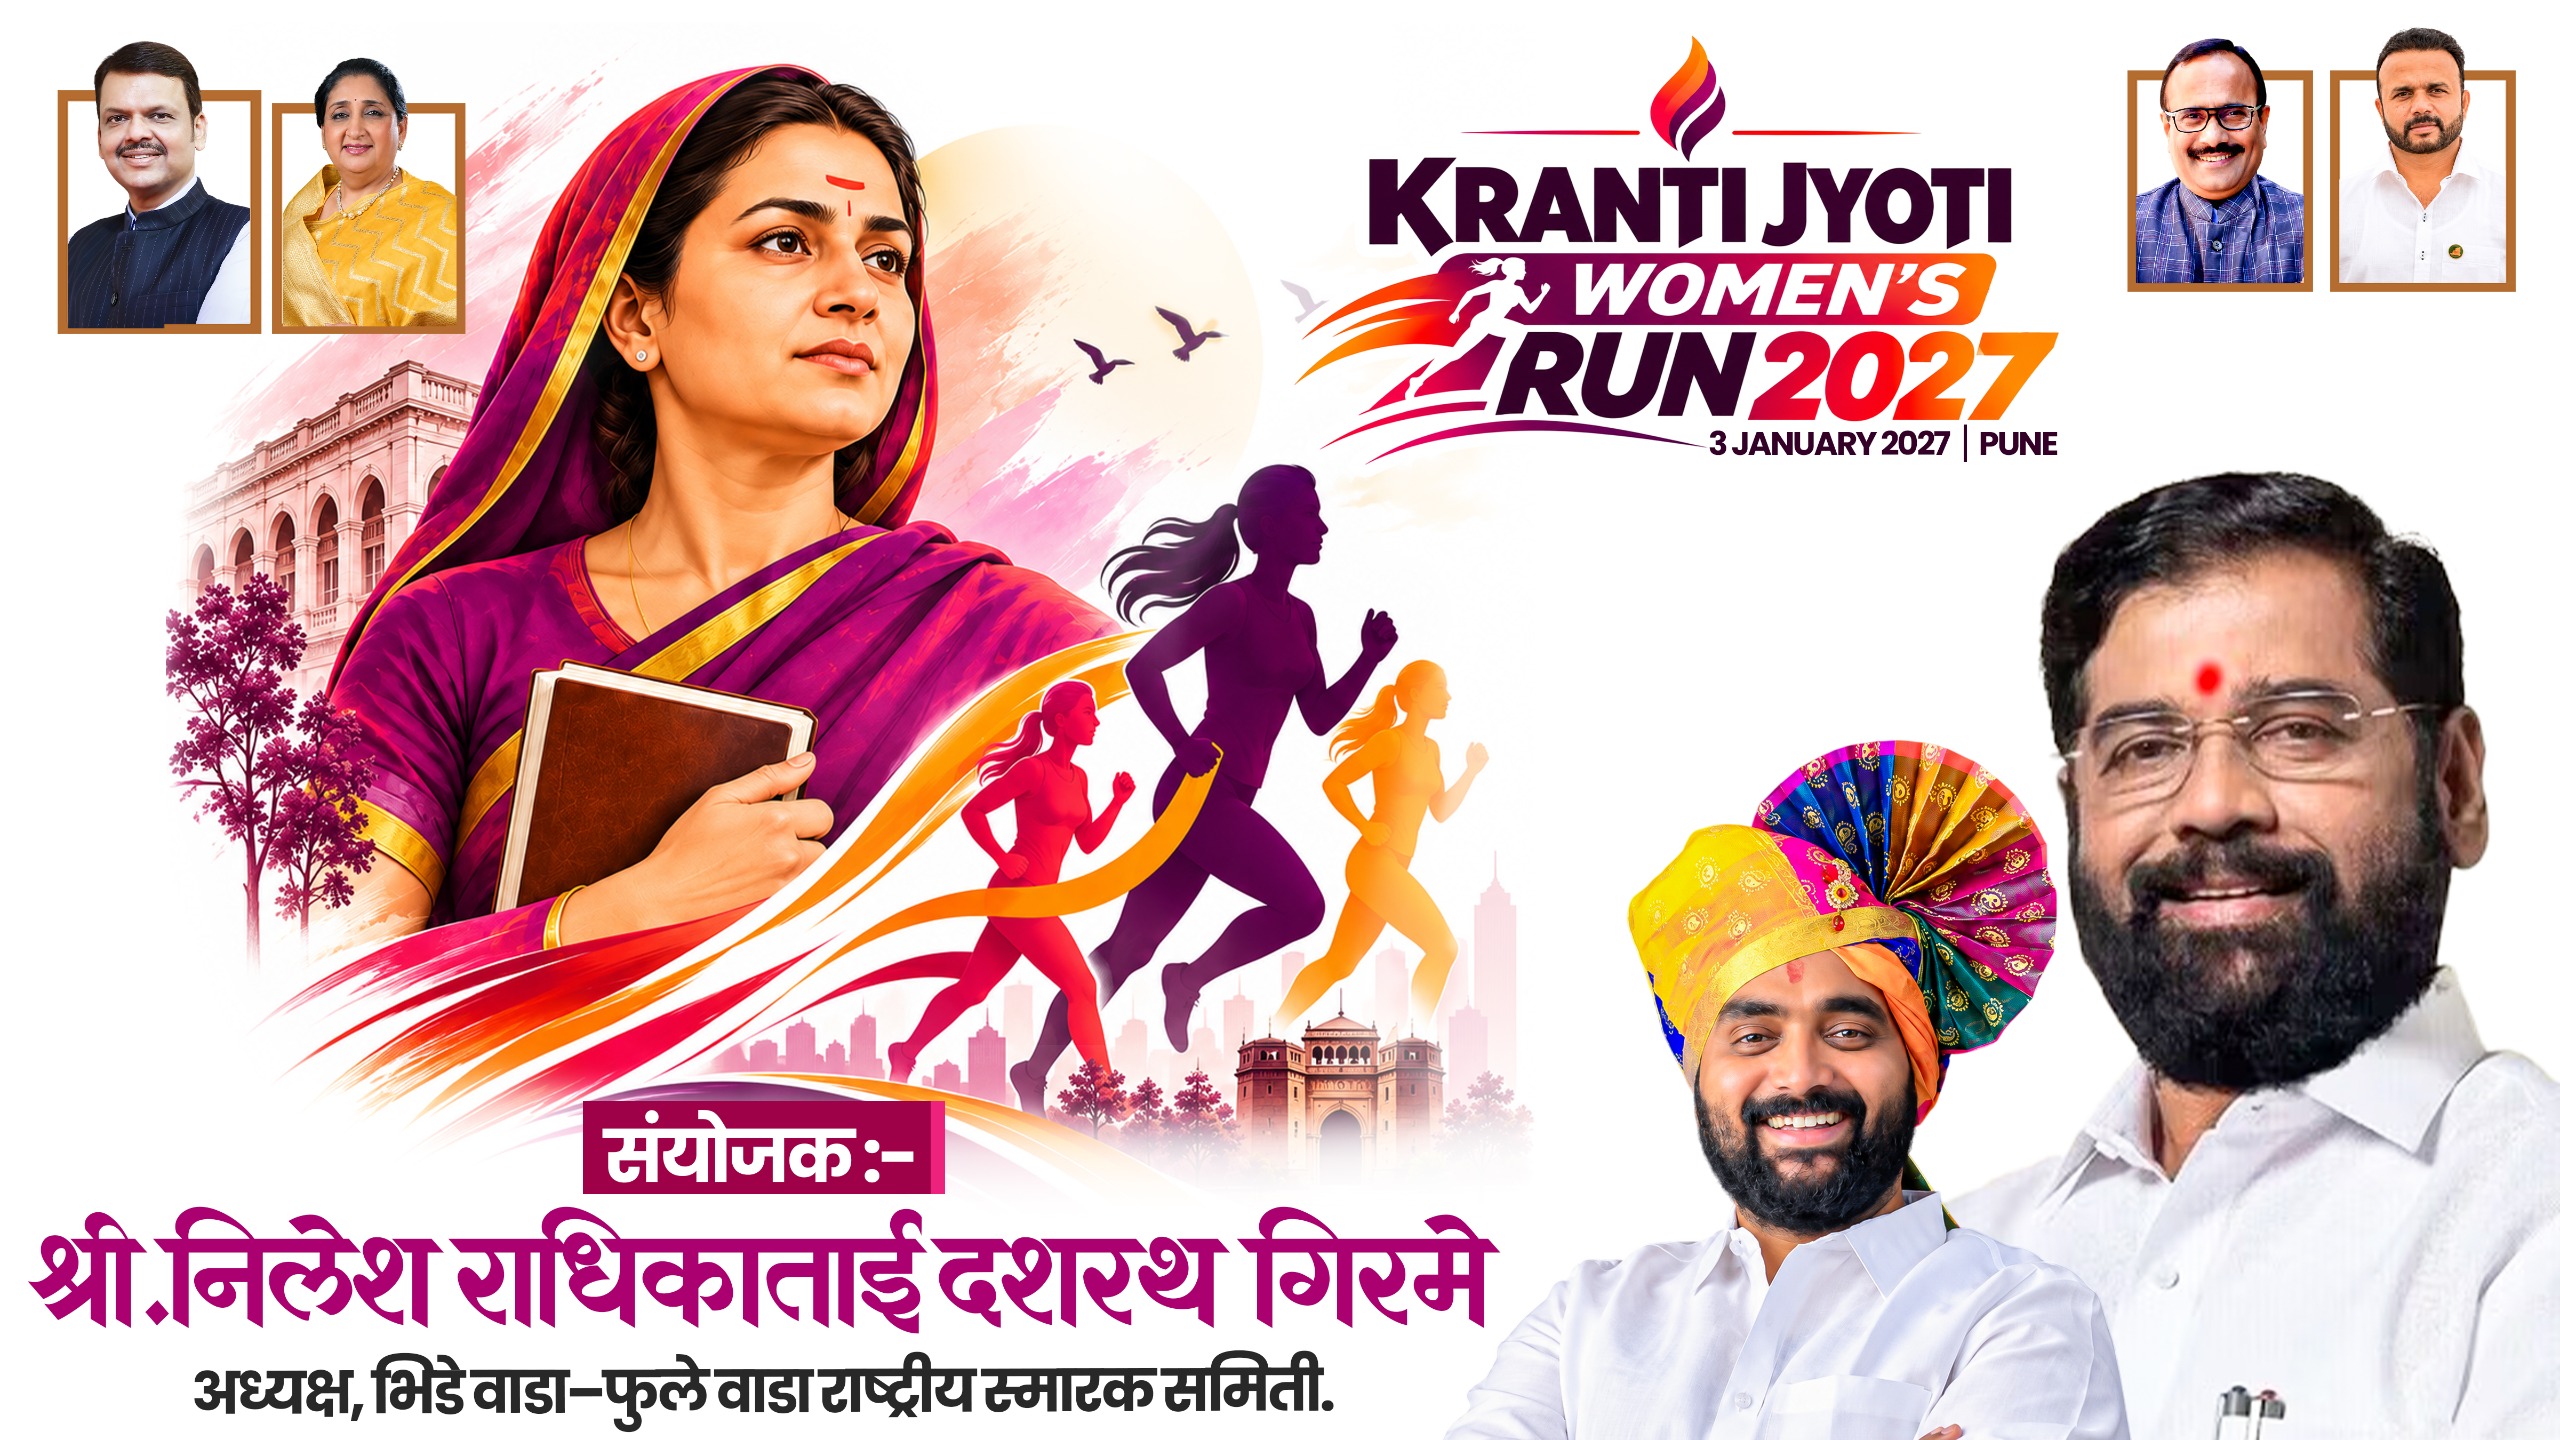 KRANTI JYOTI
WOMEN'S
RUN 2027
3 JANUARY 2027 | PUNE
संयोजक :-
श्री.निलेश राधिकाताई दशरथ गिरमे
अध्यक्ष, भिडे वाडा–फुले वाडा राष्ट्रीय स्मारक समिती.